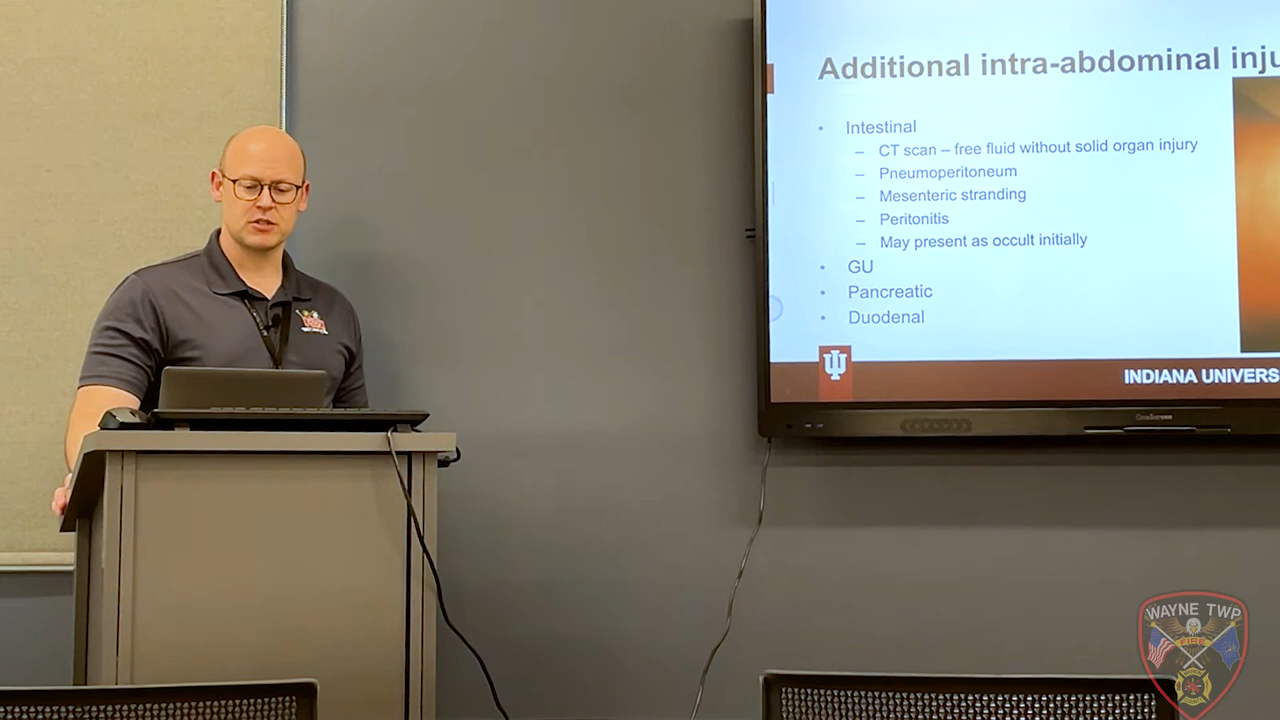 Additional intra-abdominal inju
• Intestinal
– CT scan – free fluid without solid organ injury
– Pneumoperitoneum
– Mesenteric stranding
– Peritonitis
– May present as occult initially
• GU
• Pancreatic
• Duodenal
INDIANA UNIVERS
WAYNE TWP
FIRE